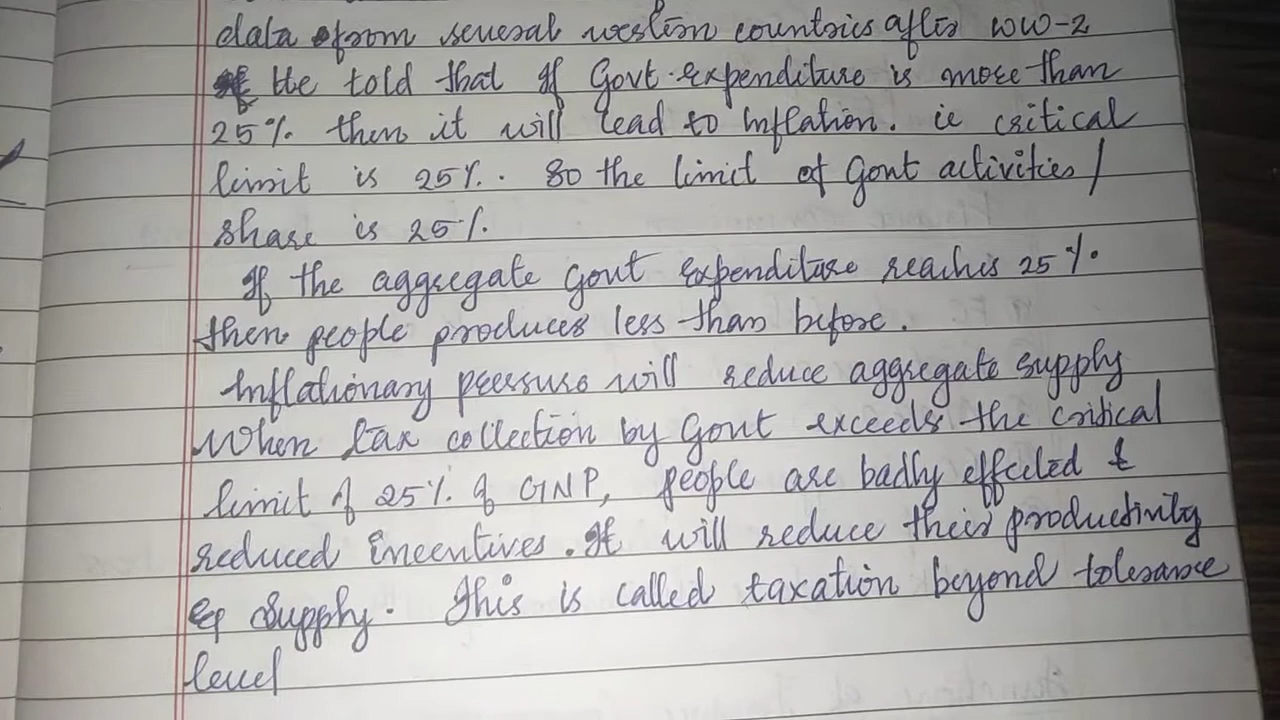 data from several western countries after WW-2
He told that If Govt. expenditure is more than
25% then it will lead to Inflation. ie critical
limit is 25%. So the limit of Govt activities/
share is 25%.
If the aggregate Govt expenditure reaches 25%.
then people produces less than before.
Inflationary pressure will reduce aggregate supply
When tax collection by Govt exceeds the critical
limit of 25% of GNP, people are badly effected &
reduced incentives. It will reduce their productivity
& supply. This is called taxation beyond tolerance
level